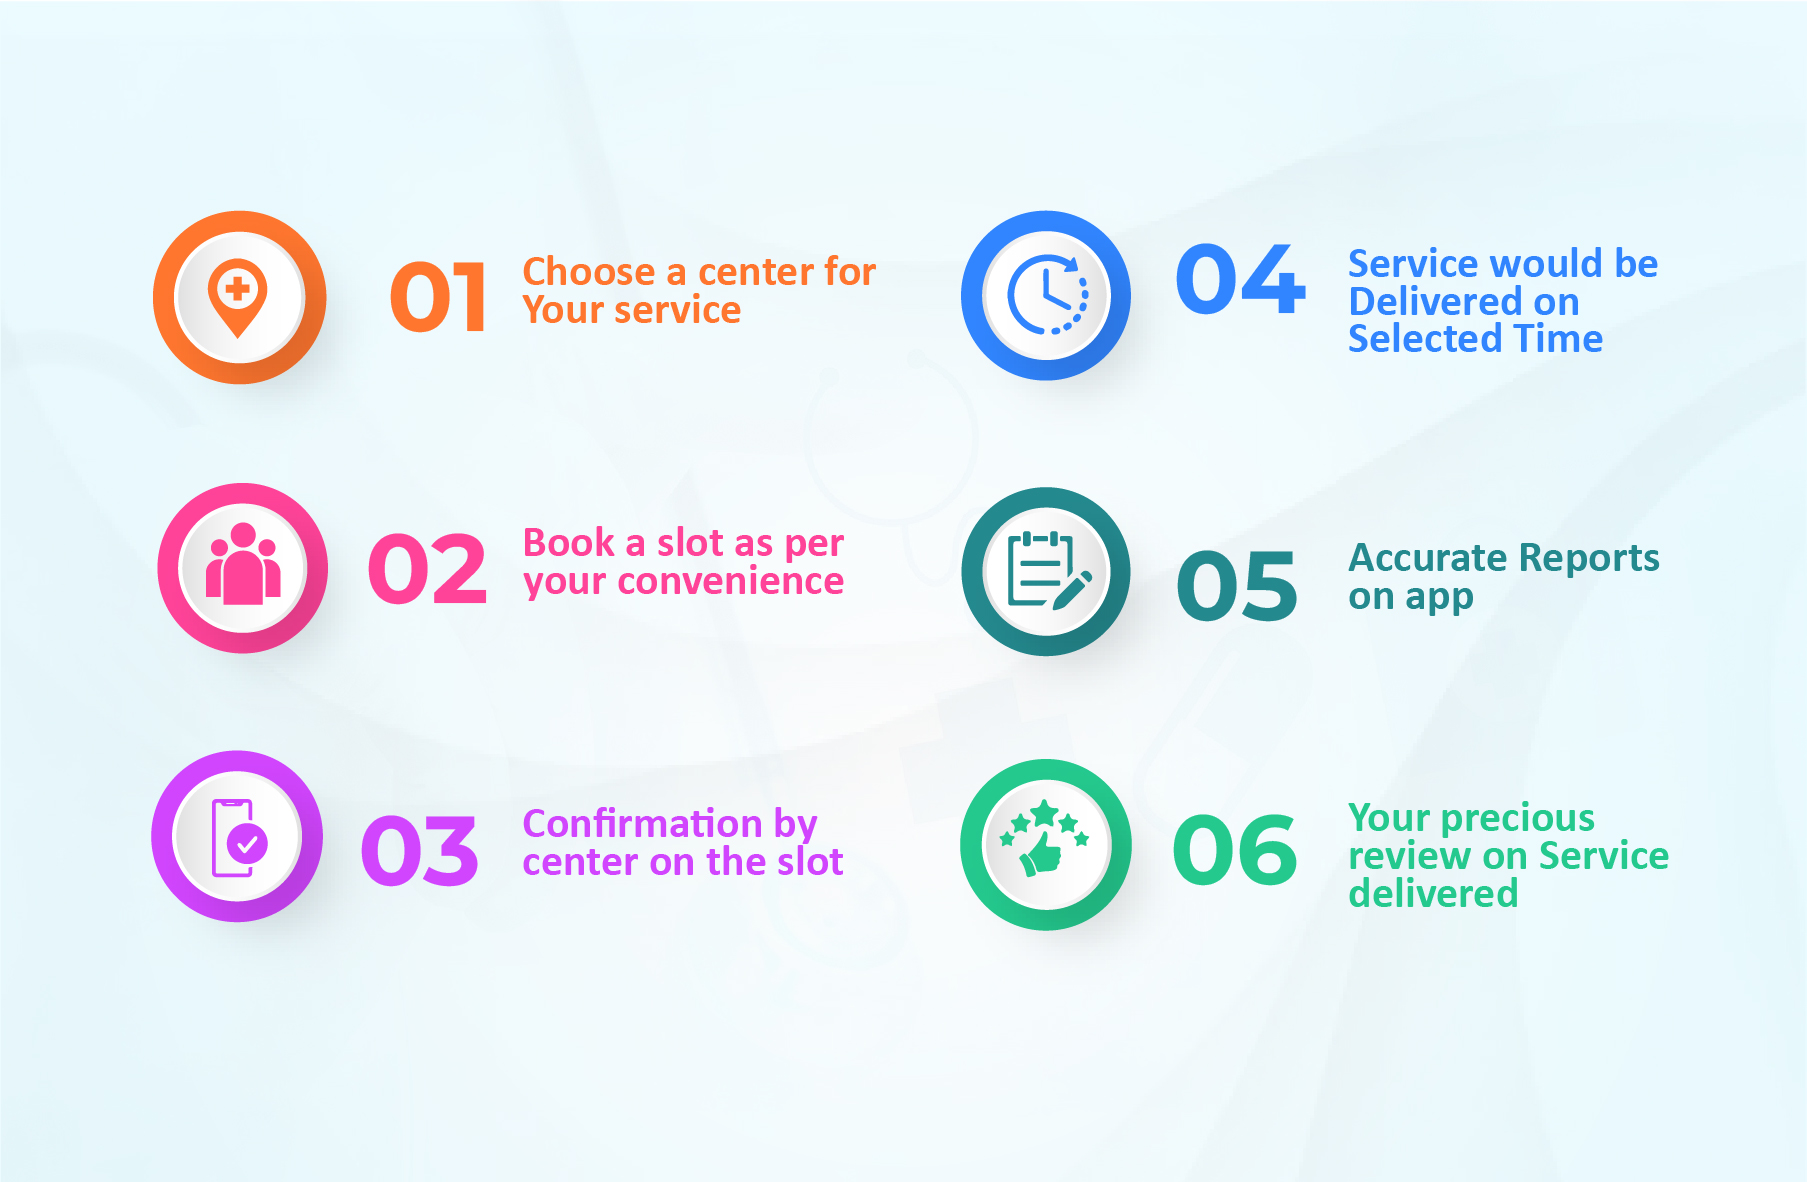 01
Choose a center for
Your service
02
Book a slot as per
your convenience
03
Confirmation by
center on the slot
04
Service would be
Delivered on
Selected Time
05
Accurate Reports
on app
06
Your precious
review on Service
delivered